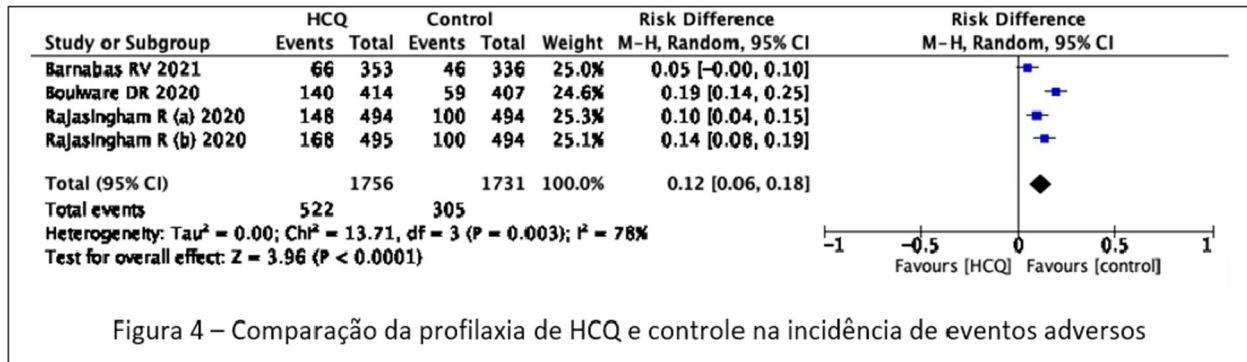 HCQ Control Risk Difference Risk Difference
Study or Subgroup Events Total Events Total Weight M-H, Random, 95% CI M-H, Random, 95% CI
Barnabas RV 2021 66 353 46 336 25.0% 0.05 [-0.00, 0.10]
Boulware DR 2020 140 414 59 407 24.6% 0.19 [0.14, 0.25]
Rajasingham R (a) 2020 148 494 100 494 25.3% 0.10 [0.04, 0.15]
Rajasingham R (b) 2020 168 495 100 494 25.1% 0.14 [0.08, 0.19]
Total (95% CI) 1756 1731 100.0% 0.12 [0.06, 0.18]
Total events 522 305
Heterogeneity: Tau² = 0.00; Chi² = 13.71, df = 3 (P = 0.003); I² = 78%
Test for overall effect: Z = 3.96 (P < 0.0001)
-1 -0.5 0 0.5 1
Favours [HCQ] Favours [control]
Figura 4 – Comparação da profilaxia de HCQ e controle na incidência de eventos adversos